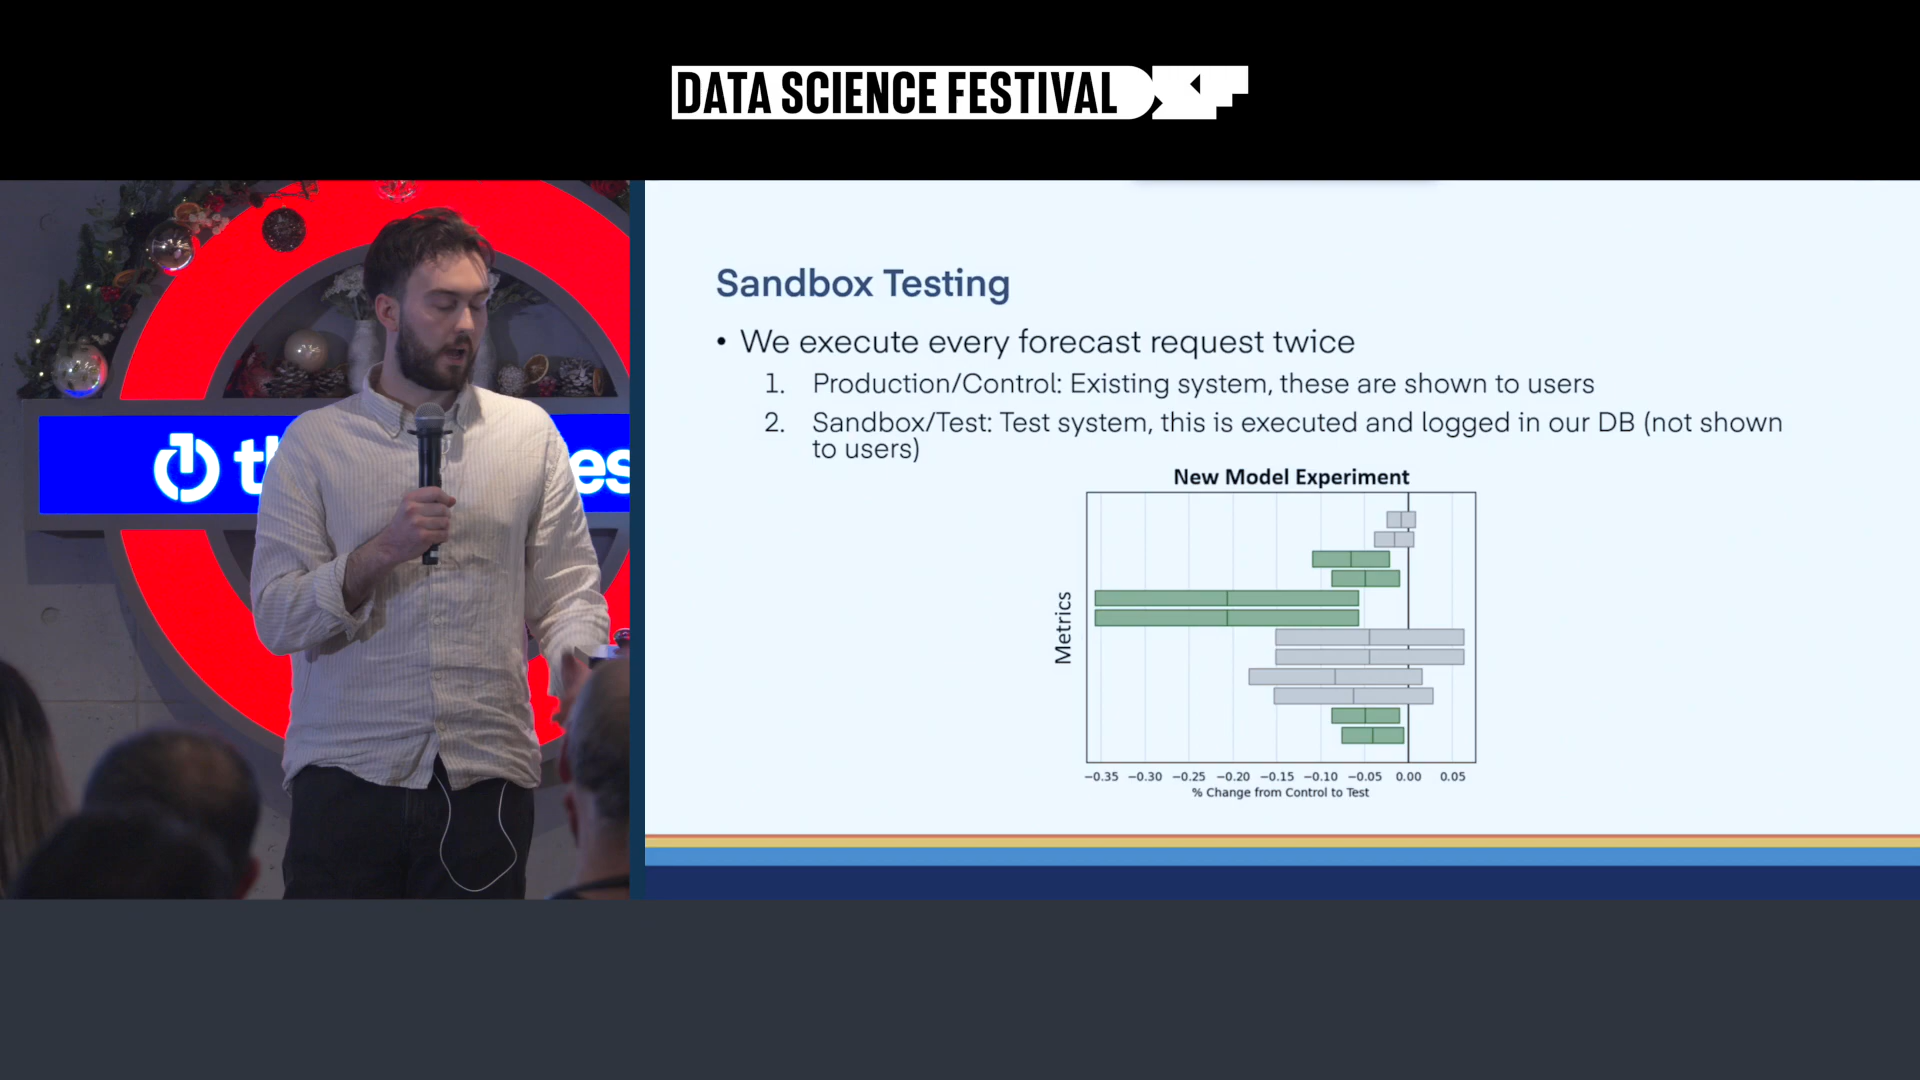 DATA SCIENCE FESTIVAL
Sandbox Testing
• We execute every forecast request twice
1. Production/Control: Existing system, these are shown to users
2. Sandbox/Test: Test system, this is executed and logged in our DB (not shown
to users)
New Model Experiment
Metrics
−0.35 −0.30 −0.25 −0.20 −0.15 −0.10 −0.05 0.00 0.05
% Change from Control to Test